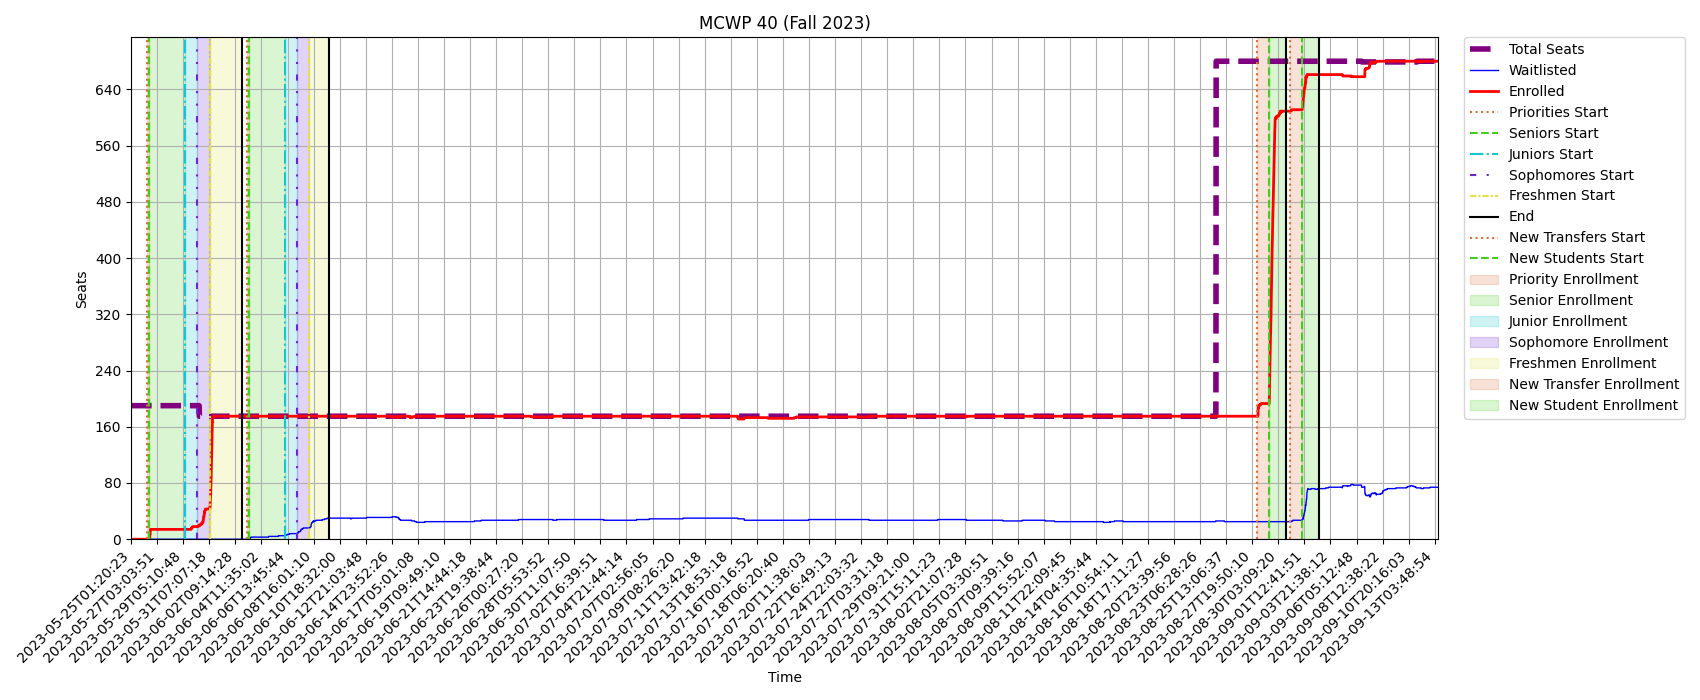 MCWP 40 (Fall 2023)
Seats
640
560
480
400
320
240
160
80
0
2023-05-25T01:20:23
2023-05-27T03:03:51
2023-05-29T05:10:48
2023-05-31T07:07:18
2023-06-02T09:14:28
2023-06-04T11:35:02
2023-06-06T13:45:44
2023-06-08T16:01:10
2023-06-10T18:32:00
2023-06-12T21:03:48
2023-06-14T23:52:26
2023-06-17T05:01:08
2023-06-19T09:49:10
2023-06-21T14:44:18
2023-06-23T19:38:44
2023-06-26T00:27:20
2023-06-28T05:53:52
2023-06-30T11:07:50
2023-07-02T16:39:51
2023-07-04T21:44:14
2023-07-07T02:56:05
2023-07-09T08:26:20
2023-07-11T13:42:18
2023-07-13T18:53:18
2023-07-16T00:16:52
2023-07-18T06:20:40
2023-07-20T11:38:03
2023-07-22T16:49:13
2023-07-24T22:03:32
2023-07-27T03:31:18
2023-07-29T09:21:00
2023-07-31T15:11:23
2023-08-02T21:07:28
2023-08-05T03:30:51
2023-08-07T09:39:16
2023-08-09T15:52:07
2023-08-11T22:09:45
2023-08-14T04:35:44
2023-08-16T10:54:11
2023-08-18T17:11:27
2023-08-20T23:39:56
2023-08-23T06:28:26
2023-08-25T13:06:37
2023-08-27T19:50:10
2023-08-30T03:09:20
2023-09-01T12:41:51
2023-09-03T21:38:12
2023-09-06T05:12:48
2023-09-08T12:38:22
2023-09-10T20:16:03
2023-09-13T03:48:54
Time
Total Seats
Waitlisted
Enrolled
Priorities Start
Seniors Start
Juniors Start
Sophomores Start
Freshmen Start
End
New Transfers Start
New Students Start
Priority Enrollment
Senior Enrollment
Junior Enrollment
Sophomore Enrollment
Freshmen Enrollment
New Transfer Enrollment
New Student Enrollment